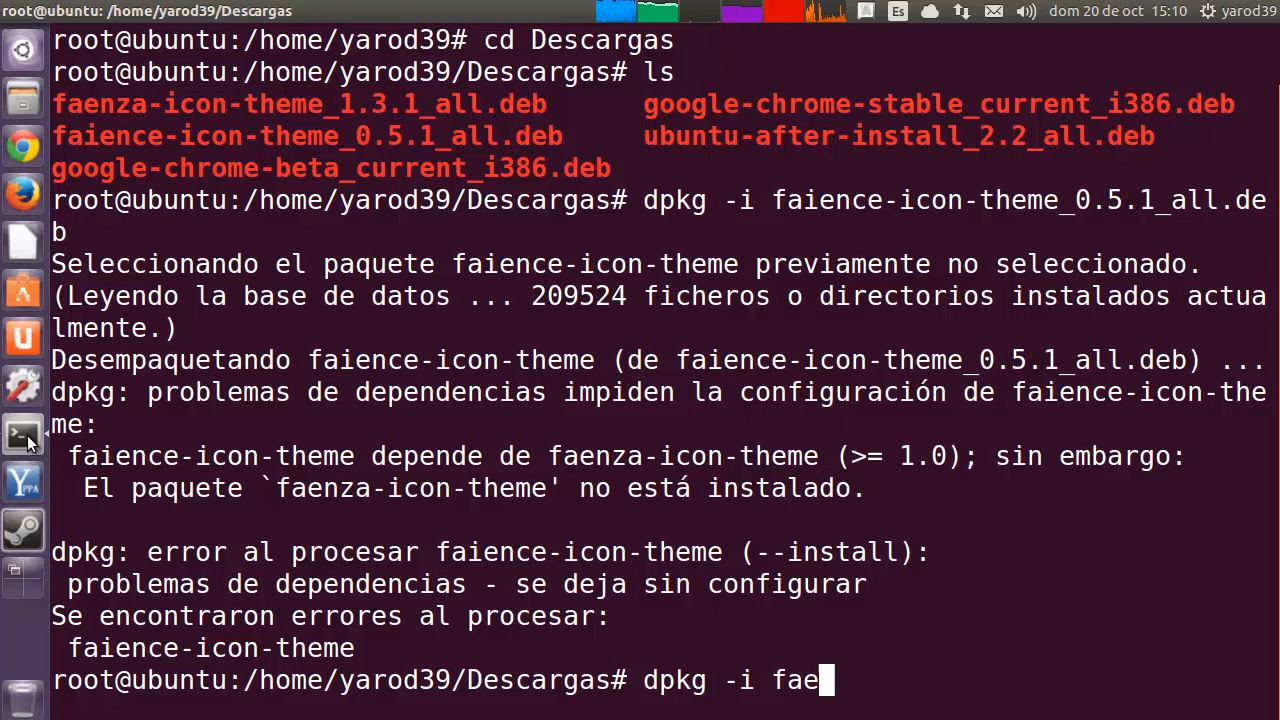 root@ubuntu: /home/yarod39/Descargas
A Es dom 20 de oct 15:10 yarod39
root@ubuntu:/home/yarod39# cd Descargas
root@ubuntu:/home/yarod39/Descargas# ls
faenza-icon-theme_1.3.1_all.deb google-chrome-stable_current_i386.deb
faience-icon-theme_0.5.1_all.deb ubuntu-after-install_2.2_all.deb
google-chrome-beta_current_i386.deb
root@ubuntu:/home/yarod39/Descargas# dpkg -i faience-icon-theme_0.5.1_all.de
b
Seleccionando el paquete faience-icon-theme previamente no seleccionado.
(Leyendo la base de datos ... 209524 ficheros o directorios instalados actua
lmente.)
Desempaquetando faience-icon-theme (de faience-icon-theme_0.5.1_all.deb) ...
dpkg: problemas de dependencias impiden la configuración de faience-icon-the
me:
 faience-icon-theme depende de faenza-icon-theme (>= 1.0); sin embargo:
  El paquete `faenza-icon-theme' no está instalado.

dpkg: error al procesar faience-icon-theme (--install):
 problemas de dependencias - se deja sin configurar
Se encontraron errores al procesar:
 faience-icon-theme
root@ubuntu:/home/yarod39/Descargas# dpkg -i fae
U
>_
Y PPA